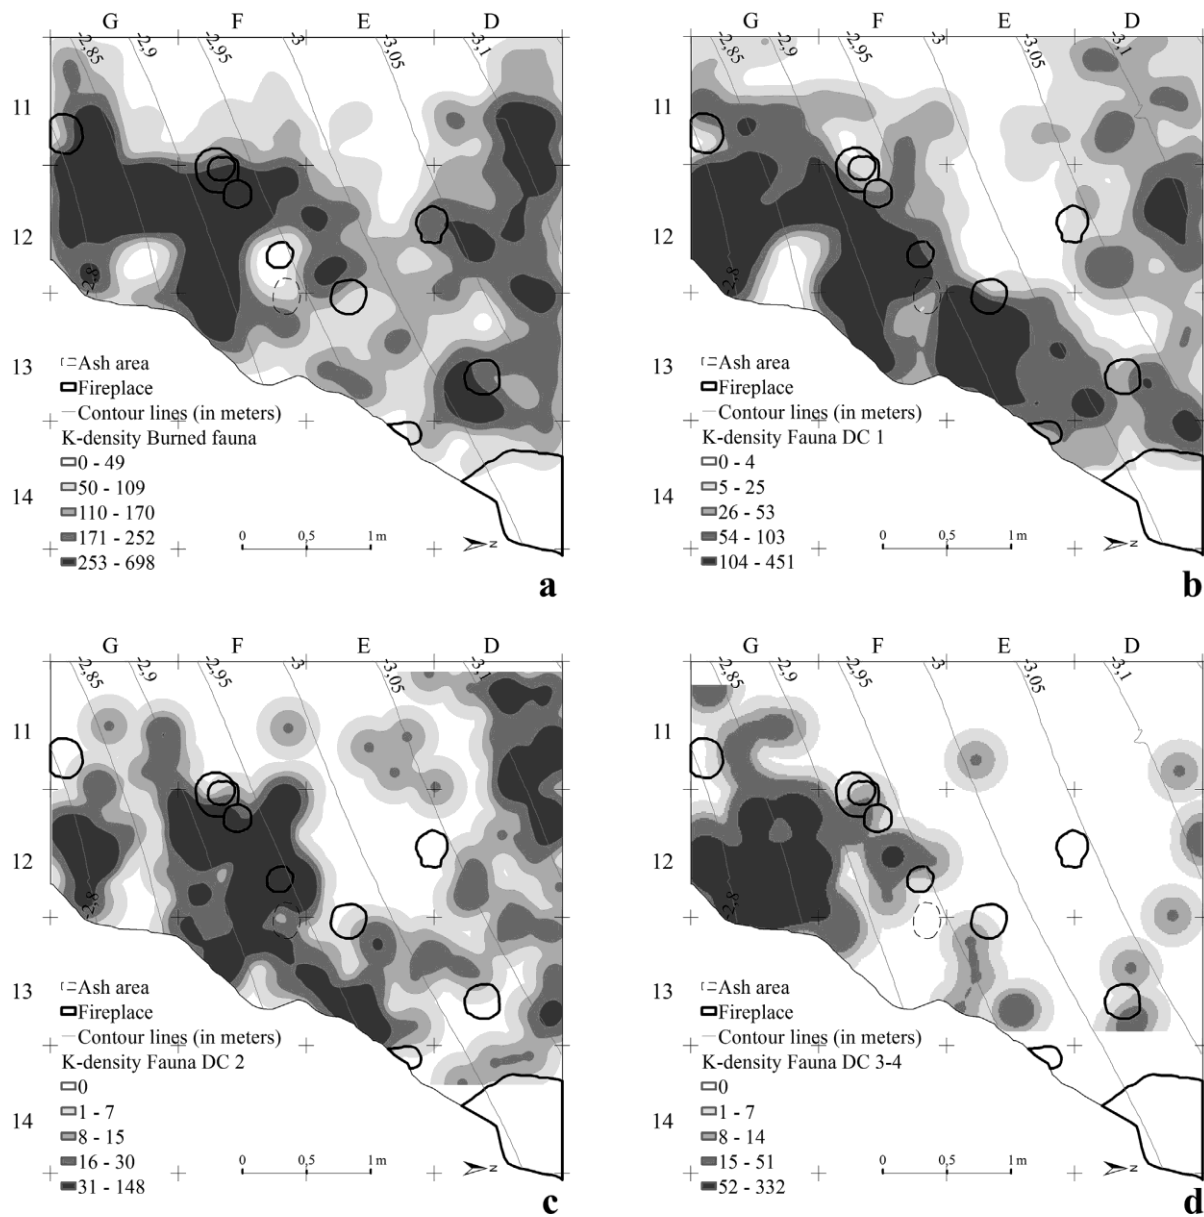 G F E D
-2,85 -2,9 -2,95 -3 -3,05 -3,1
11
12
-2,8
13
14
Ash area
Fireplace
Contour lines (in meters)
K-density Burned fauna
0 - 49
50 - 109
110 - 170
171 - 252
253 - 698
0 0,5 1 m
N
a
G F E D
-2,85 -2,9 -2,95 -3 -3,05 -3,1
11
12
-2,8
13
14
Ash area
Fireplace
Contour lines (in meters)
K-density Fauna DC 1
0 - 4
5 - 25
26 - 53
54 - 103
104 - 451
0 0,5 1 m
N
b
G F E D
-2,85 -2,9 -2,95 -3 -3,05 -3,1
11
12
-2,8
13
14
Ash area
Fireplace
Contour lines (in meters)
K-density Fauna DC 2
0
1 - 7
8 - 15
16 - 30
31 - 148
0 0,5 1 m
N
c
G F E D
-2,85 -2,9 -2,95 -3 -3,05 -3,1
11
12
-2,8
13
14
Ash area
Fireplace
Contour lines (in meters)
K-density Fauna DC 3-4
0
1 - 7
8 - 14
15 - 51
52 - 332
0 0,5 1 m
N
d